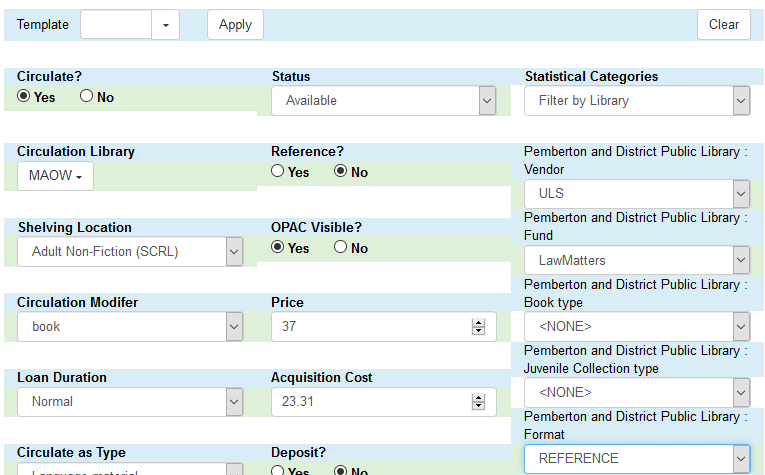 Template
Apply
Clear
Circulate?
Yes No
Status
Available
Statistical Categories
Filter by Library
Circulation Library
MAOW
Reference?
Yes No
Pemberton and District Public Library :
Vendor
ULS
Shelving Location
Adult Non-Fiction (SCRL)
OPAC Visible?
Yes No
Pemberton and District Public Library :
Fund
LawMatters
Circulation Modifer
book
Price
37
Pemberton and District Public Library :
Book type
<NONE>
Loan Duration
Normal
Acquisition Cost
23.31
Pemberton and District Public Library :
Juvenile Collection type
<NONE>
Circulate as Type
Language material
Deposit?
Yes No
Pemberton and District Public Library :
Format
REFERENCE